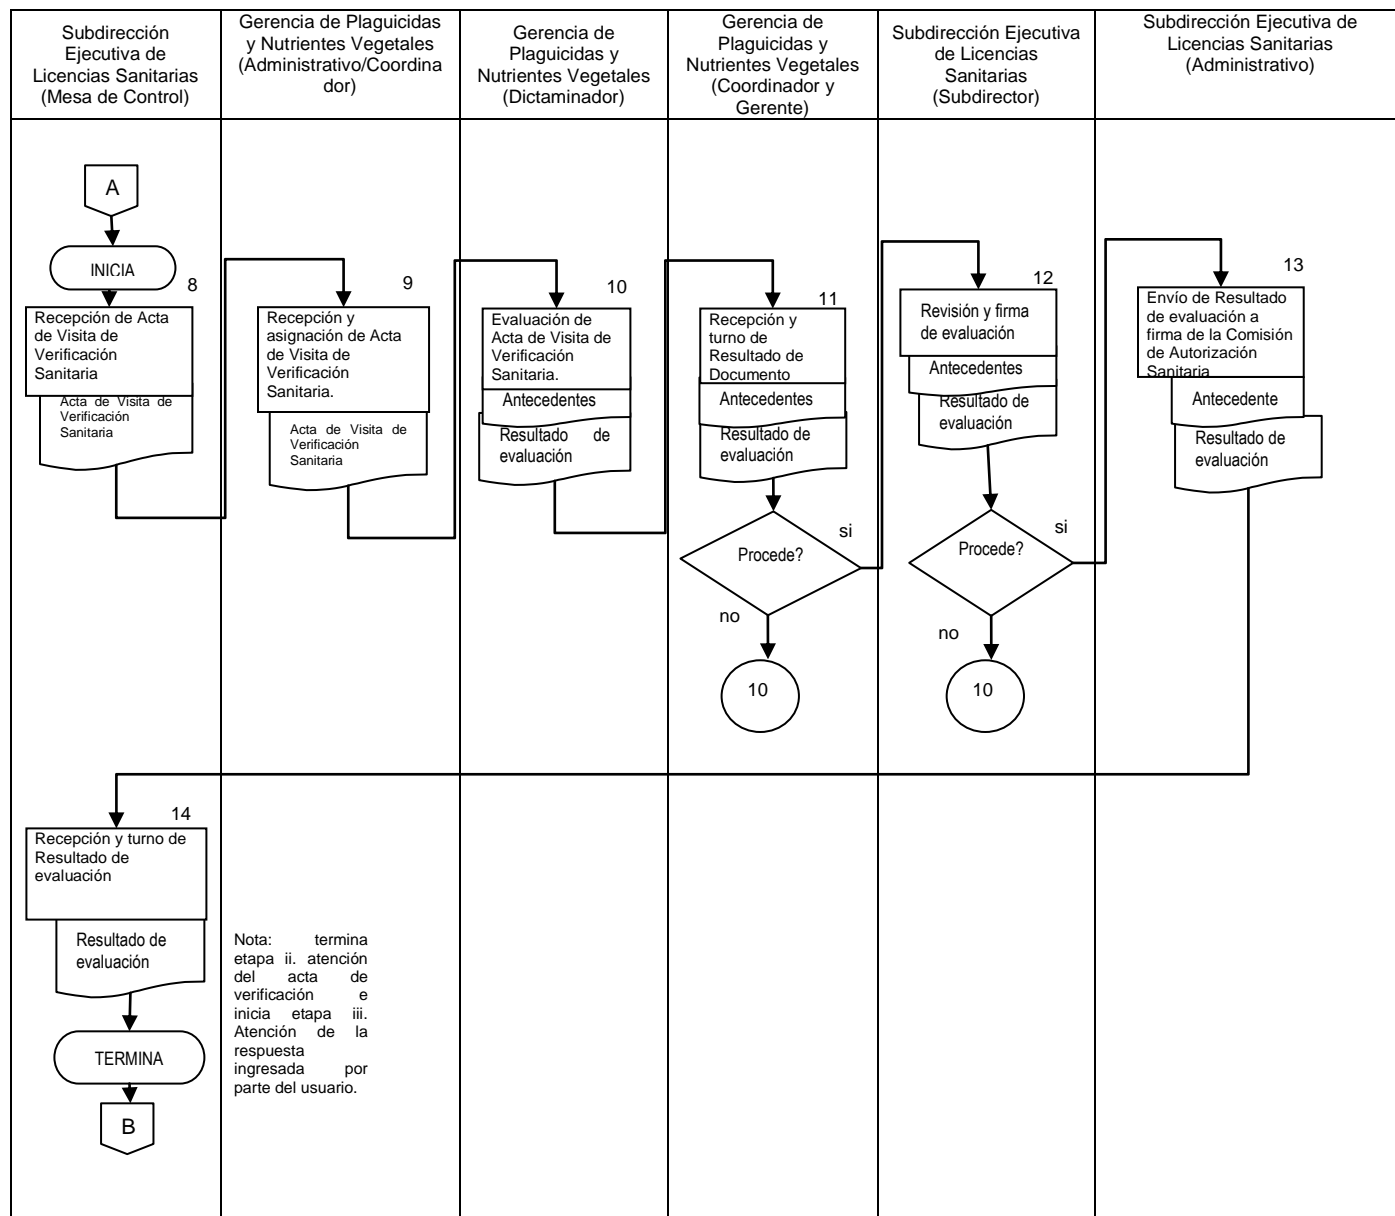 Subdirección
Ejecutiva de
Licencias Sanitarias
(Mesa de Control)
Gerencia de Plaguicidas
y Nutrientes Vegetales
(Administrativo/Coordina
dor)
Gerencia de
Plaguicidas y
Nutrientes Vegetales
(Dictaminador)
Gerencia de
Plaguicidas y
Nutrientes Vegetales
(Coordinador y
Gerente)
Subdirección Ejecutiva
de Licencias
Sanitarias
(Subdirector)
Subdirección Ejecutiva de
Licencias Sanitarias
(Administrativo)
A
INICIA
8
Recepción de Acta
de Visita de
Verificación
Sanitaria
Acta de Visita de
Verificación
Sanitaria
9
Recepción y
asignación de Acta
de Visita de
Verificación
Sanitaria.
Acta de Visita de
Verificación
Sanitaria
10
Evaluación de
Acta de Visita de
Verificación
Sanitaria.
Antecedentes
Resultado de
evaluación
11
Recepción y
turno de
Resultado de
Documento
Antecedentes
Resultado de
evaluación
Procede?
si
no
10
12
Revisión y firma
de evaluación
Antecedentes
Resultado de
evaluación
Procede?
si
no
10
13
Envío de Resultado
de evaluación a
firma de la Comisión
de Autorización
Sanitaria
Antecedente
Resultado de
evaluación
14
Recepción y turno de
Resultado de
evaluación
Resultado de
evaluación
TERMINA
B
Nota: termina
etapa ii. atención
del acta de
verificación e
inicia etapa iii.
Atención de la
respuesta
ingresada por
parte del usuario.